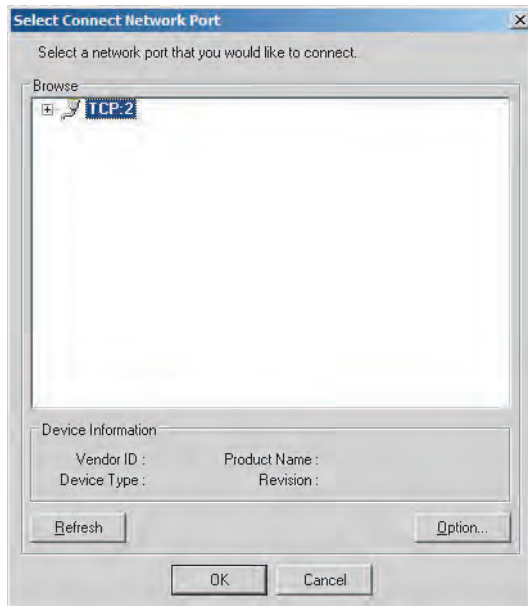 Select Connect Network Port
Select a network port that you would like to connect.
Browse
TCP:2
Device Information
Vendor ID : Product Name :
Device Type : Revision :
Refresh Option...
OK Cancel